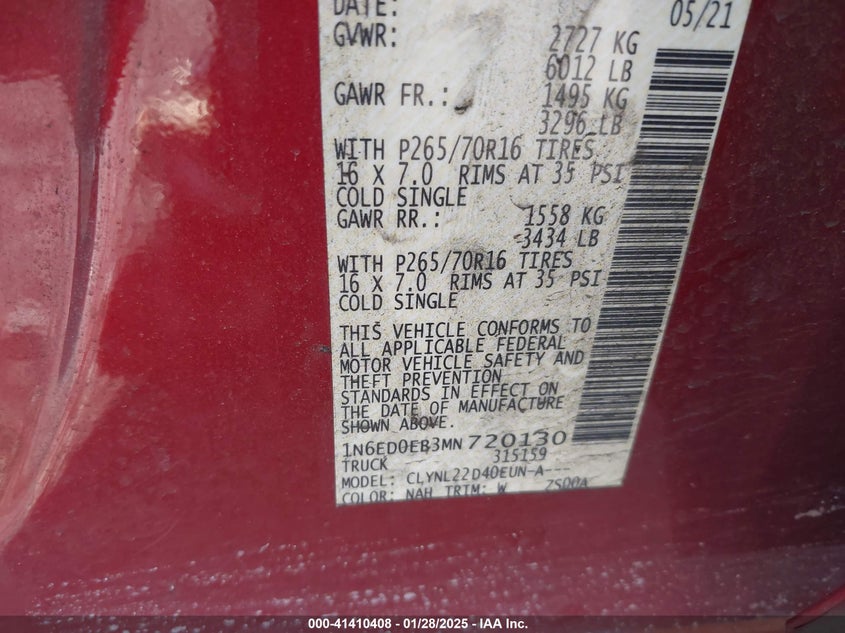 DATE: 05/21
GVWR: 2727 KG
6012 LB
GAWR FR.: 1495 KG
3296 LB
WITH P265/70R16 TIRES
16 X 7.0 RIMS AT 35 PSI
COLD SINGLE
GAWR RR.: 1558 KG
3434 LB
WITH P265/70R16 TIRES
16 X 7.0 RIMS AT 35 PSI
COLD SINGLE
THIS VEHICLE CONFORMS TO
ALL APPLICABLE FEDERAL
MOTOR VEHICLE SAFETY AND
THEFT PREVENTION
STANDARDS IN EFFECT ON
THE DATE OF MANUFACTURE
SHOWN ABOVE.
1N6ED0EB3MN720130
TRUCK 315159
MODEL: CLYNL22D40EUN-A---
COLOR: NAH TRIM: W ZS00A
000-41410408 | 01/28/2025 | IAA Inc.